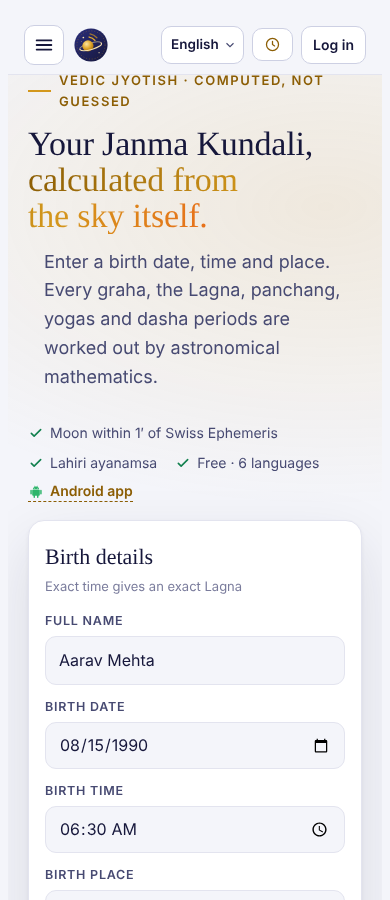 English
Log in
VEDIC JYOTISH · COMPUTED, NOT
GUESSED
Your Janma Kundali,
calculated from
the sky itself.
Enter a birth date, time and place.
Every graha, the Lagna, panchang,
yogas and dasha periods are
worked out by astronomical
mathematics.
Moon within 1′ of Swiss Ephemeris
Lahiri ayanamsa
Free · 6 languages
Android app
Birth details
Exact time gives an exact Lagna
FULL NAME
Aarav Mehta
BIRTH DATE
08/15/1990
BIRTH TIME
06:30 AM
BIRTH PLACE